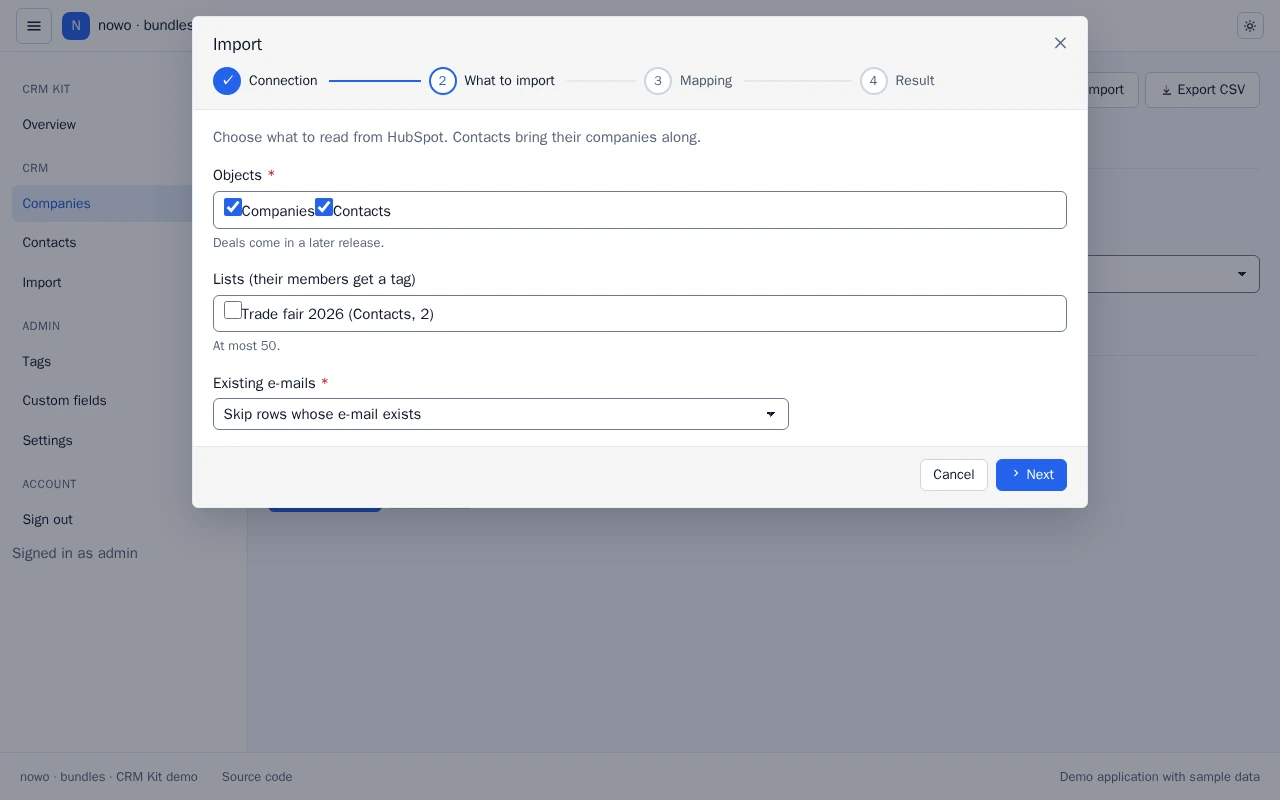 N nowo · bundles
Import
✓ Connection
2 What to import
3 Mapping
4 Result
Choose what to read from HubSpot. Contacts bring their companies along.
Objects *
Companies
Contacts
Deals come in a later release.
Lists (their members get a tag)
Trade fair 2026 (Contacts, 2)
At most 50.
Existing e-mails *
Skip rows whose e-mail exists
Cancel
Next
CRM KIT
Overview
CRM
Companies
Contacts
Import
ADMIN
Tags
Custom fields
Settings
ACCOUNT
Sign out
Signed in as admin
Export CSV
nowo · bundles · CRM Kit demo
Source code
Demo application with sample data